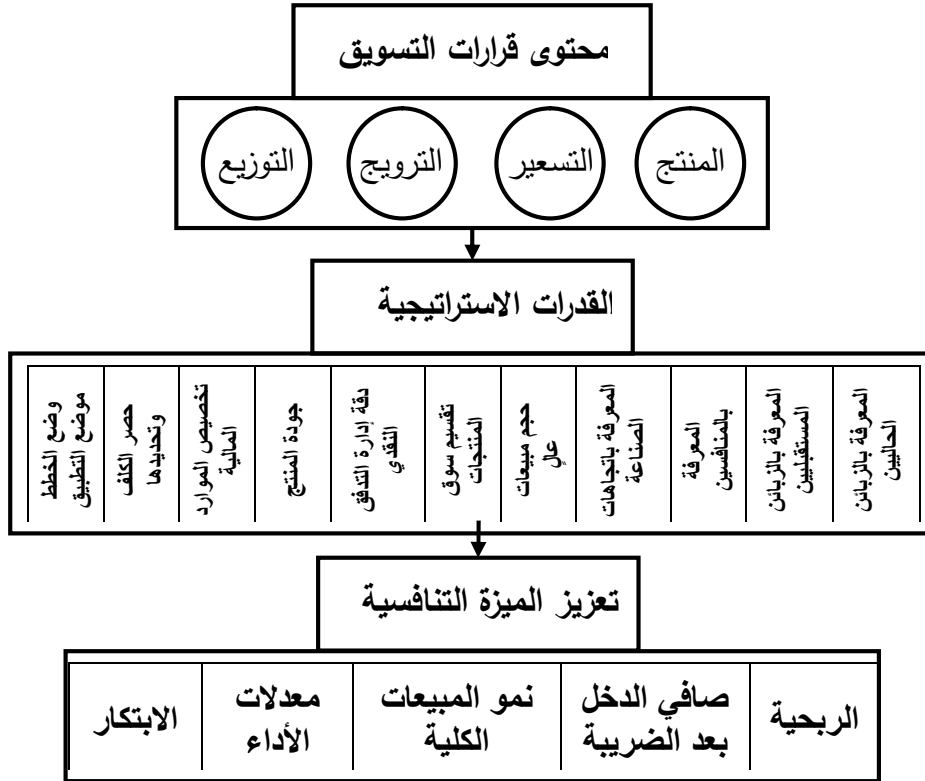 محتوى قرارات التسويق
المنتج
التسعير
الترويج
التوزيع
القدرات الاستراتيجية
المعرفة بالزبائن
الحاليين
المعرفة بالزبائن
المستقبليين
المعرفة
بالمنافسين
المعرفة باتجاهات
الصناعة
حجم مبيعات
عالٍ
تقسيم سوق
المنتجات
دقة إدارة التدفق
النقدي
جودة المنتج
تخصيص الموارد
المالية
حصر الكلف
وتحديدها
وضع الخطط
موضع التطبيق
تعزيز الميزة التنافسية
الربحية
صافي الدخل
بعد الضريبة
نمو المبيعات
الكلية
معدلات
الأداء
الابتكار